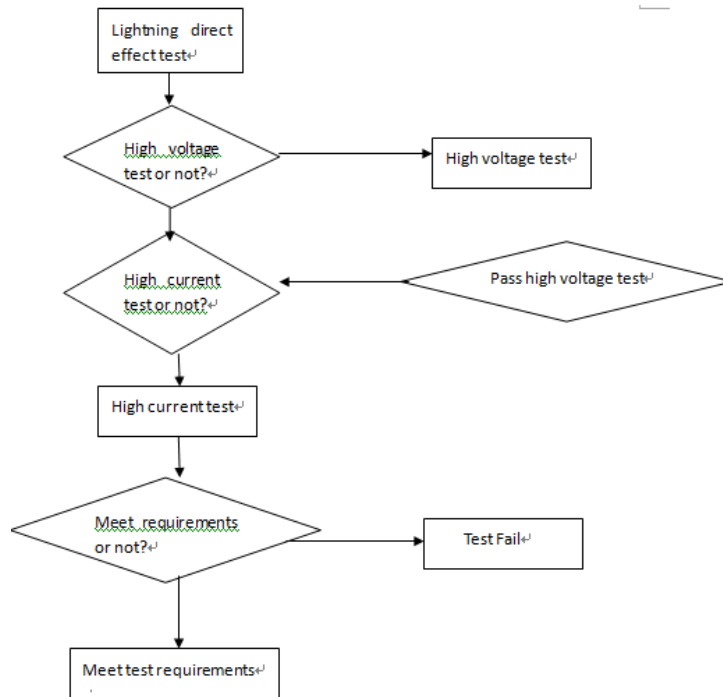 Lightning direct
effect test↵
High voltage
test or not?↵
High voltage test↵
High current
test or not?↵
Pass high voltage test↵
High current test↵
Meet requirements
or not?↵
Test Fail↵
Meet test requirements↵